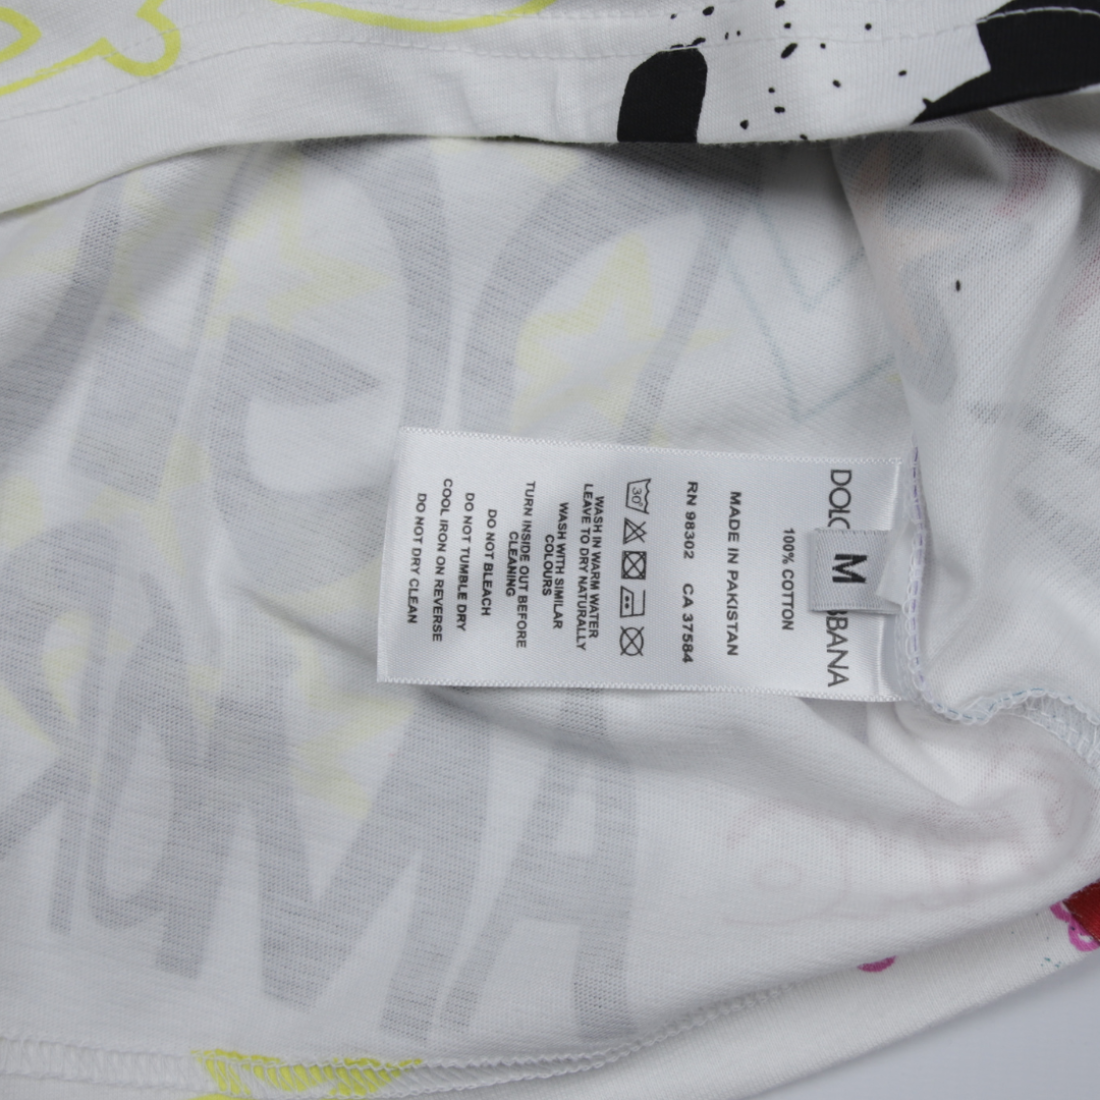 DOLC
BBANA
M
100% COTTON
MADE IN PAKISTAN
RN 98302 CA 37584
30°
WASH IN WARM WATER
LEAVE TO DRY NATURALLY
WASH WITH SIMILAR
COLOURS
TURN INSIDE OUT BEFORE
CLEANING
DO NOT BLEACH
DO NOT TUMBLE DRY
COOL IRON ON REVERSE
DO NOT DRY CLEAN